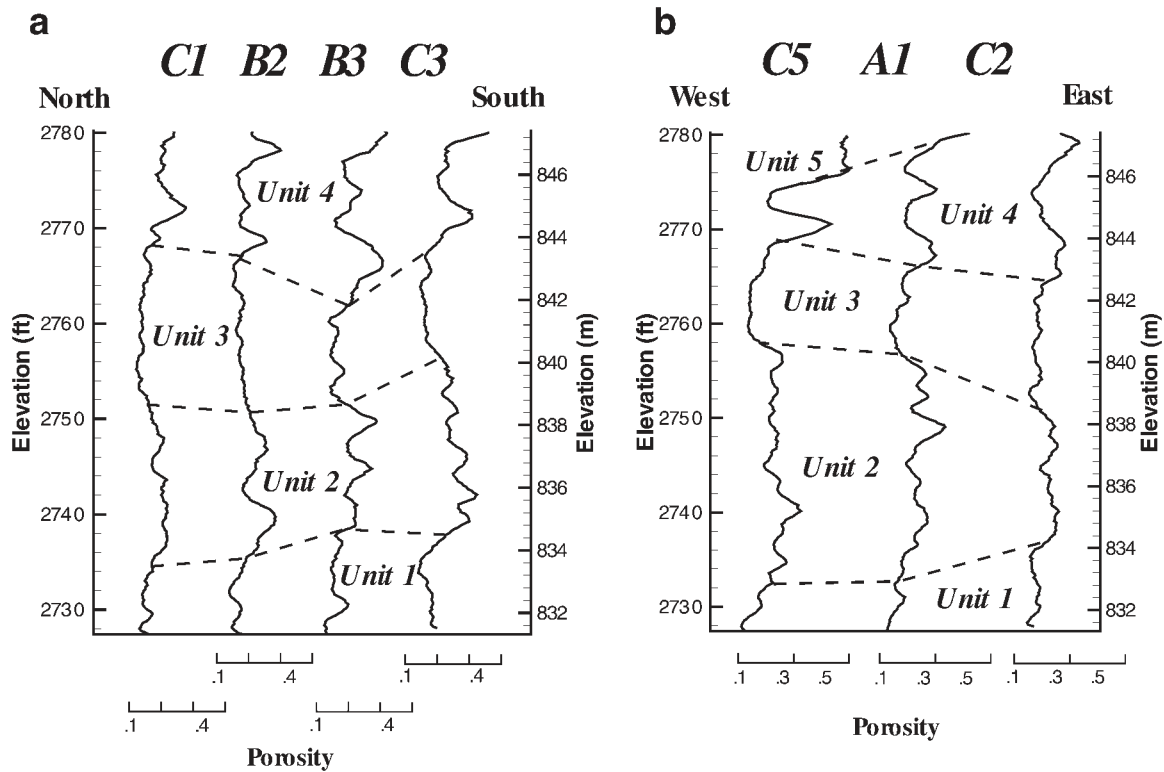 a
C1 B2 B3 C3
North South
2780
2770
2760
2750
2740
2730
Elevation (ft)
846
844
842
840
838
836
834
832
Elevation (m)
Unit 4
Unit 3
Unit 2
Unit 1
.1 .4
.1 .4
.1 .4
.1 .4
Porosity
b
C5 A1 C2
West East
2780
2770
2760
2750
2740
2730
Elevation (ft)
846
844
842
840
838
836
834
832
Elevation (m)
Unit 5
Unit 4
Unit 3
Unit 2
Unit 1
.1 .3 .5 .1 .3 .5 .1 .3 .5
Porosity